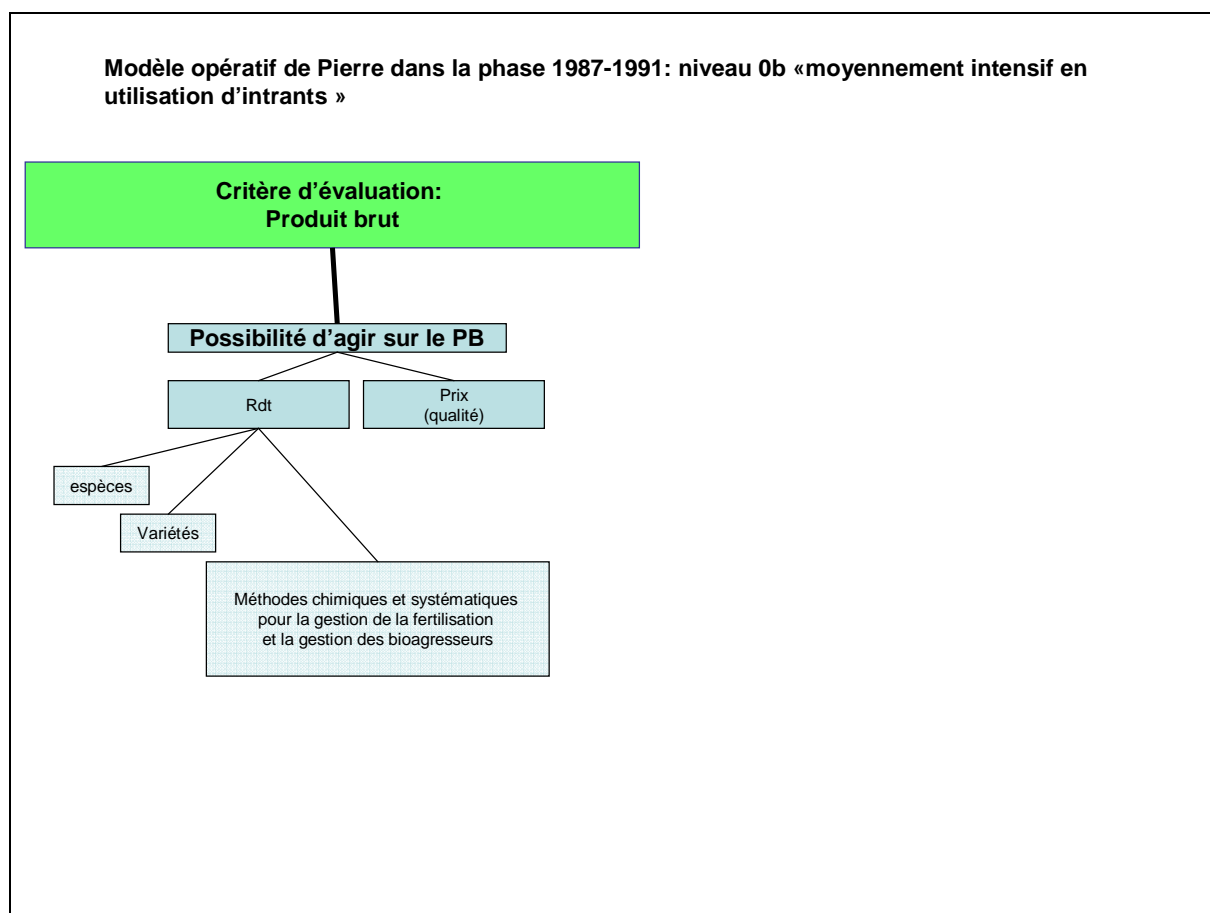 Modèle opératif de Pierre dans la phase 1987-1991: niveau 0b «moyennement intensif en
utilisation d’intrants »
Critère d’évaluation:
Produit brut
Possibilité d’agir sur le PB
Rdt
Prix
(qualité)
espèces
Variétés
Méthodes chimiques et systématiques
pour la gestion de la fertilisation
et la gestion des bioagresseurs